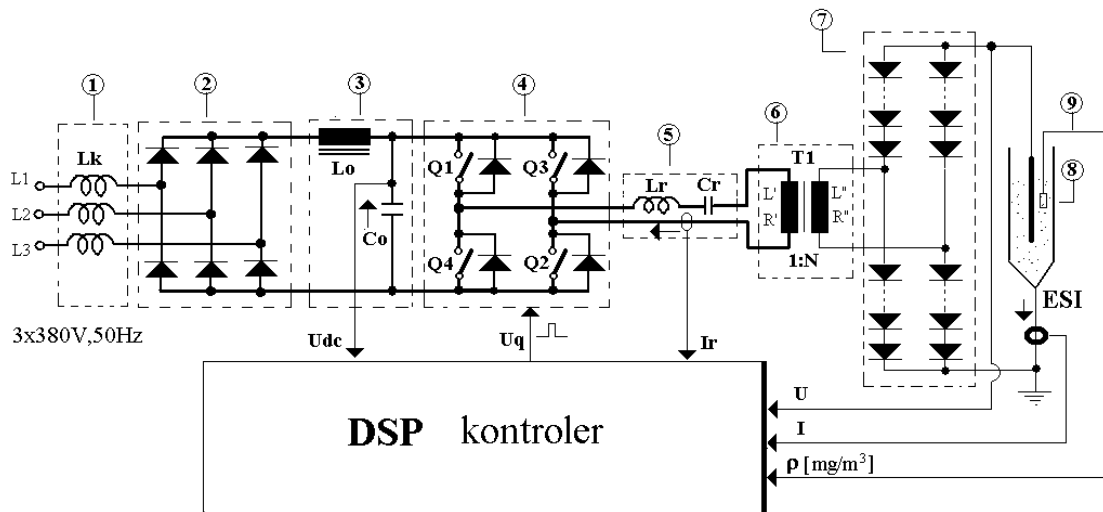 1
2
3
4
5
6
7
8
9
Lk
L1
L2
L3
3x380V,50Hz
Lo
Co
Q1
Q3
Q4
Q2
Lr
Cr
T1
L'
R'
L"
R"
1:N
ESI
Udc
Uq
Ir
U
I
ρ [mg/m³]
DSP kontroler